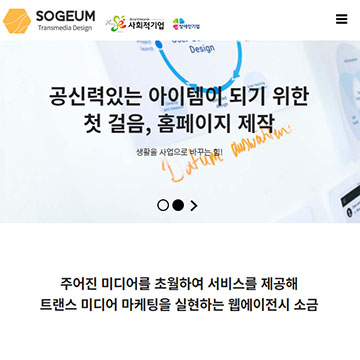 SOGEUM
Transmedia Design
사회적기업
공신력있는 아이템이 되기 위한
첫 걸음, 홈페이지 제작
생활을 사업으로 바꾸는 힘!
주어진 미디어를 초월하여 서비스를 제공해
트랜스 미디어 마케팅을 실현하는 웹에이전시 소금